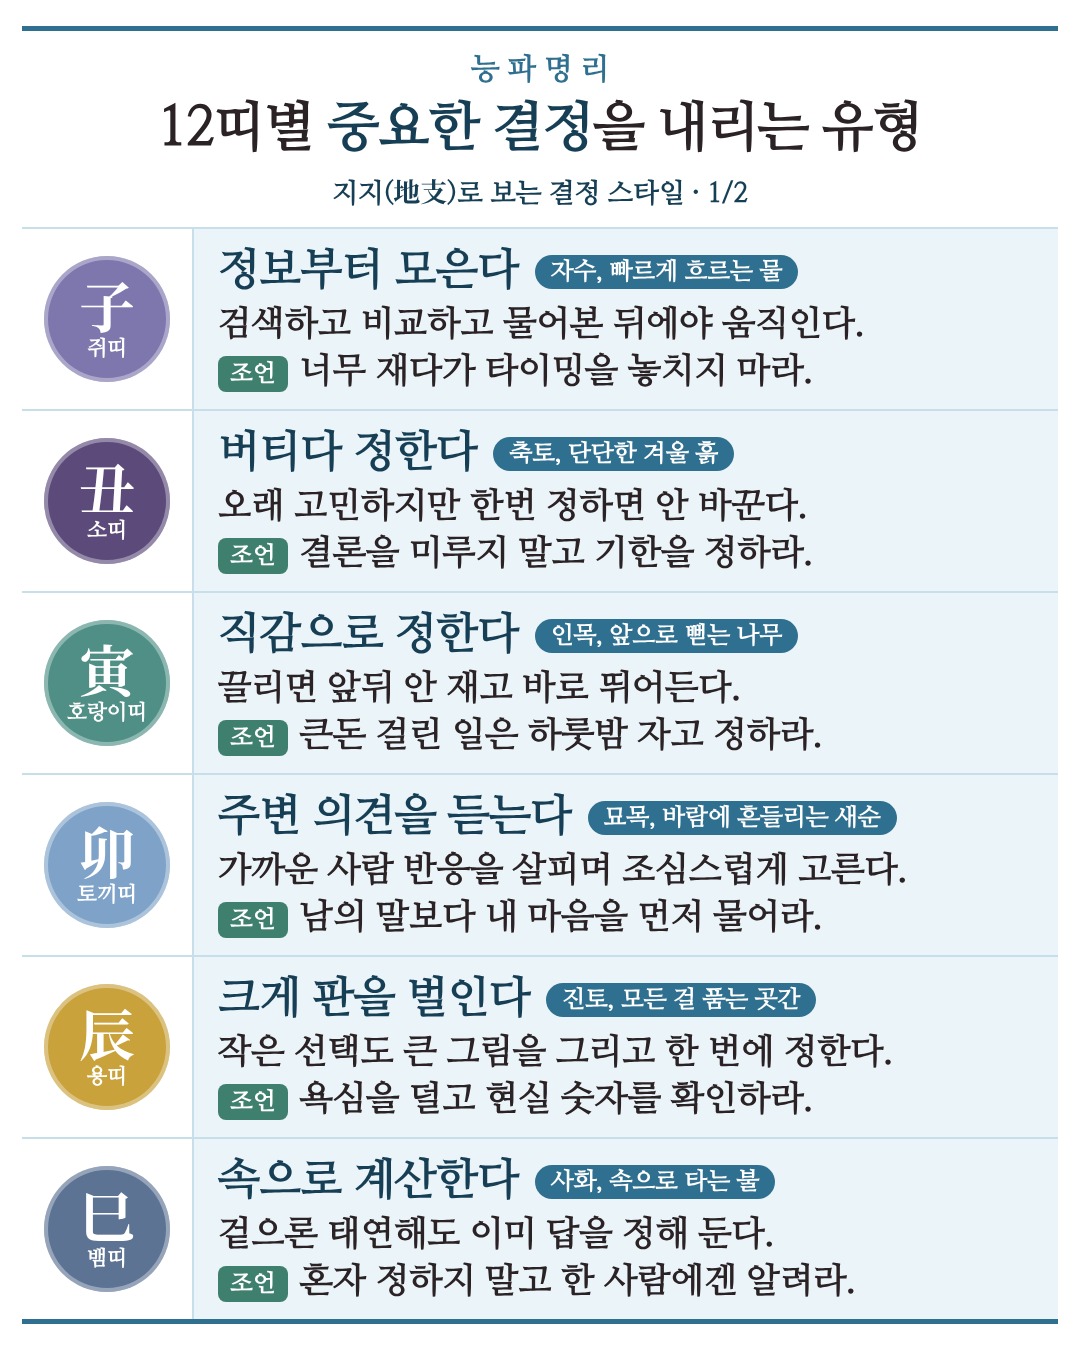 능파명리
12띠별 중요한 결정을 내리는 유형
지지(地支)로 보는 결정 스타일 · 1/2
子
쥐띠
정보부터 모은다 자수, 빠르게 흐르는 물
검색하고 비교하고 물어본 뒤에야 움직인다.
조언 너무 재다가 타이밍을 놓치지 마라.
丑
소띠
버티다 정한다 축토, 단단한 겨울 흙
오래 고민하지만 한번 정하면 안 바꾼다.
조언 결론을 미루지 말고 기한을 정하라.
寅
호랑이띠
직감으로 정한다 인목, 앞으로 뻗는 나무
끌리면 앞뒤 안 재고 바로 뛰어든다.
조언 큰돈 걸린 일은 하룻밤 자고 정하라.
卯
토끼띠
주변 의견을 듣는다 묘목, 바람에 흔들리는 새순
가까운 사람 반응을 살피며 조심스럽게 고른다.
조언 남의 말보다 내 마음을 먼저 물어라.
辰
용띠
크게 판을 벌인다 진토, 모든 걸 품는 곳간
작은 선택도 큰 그림을 그리고 한 번에 정한다.
조언 욕심을 덜고 현실 숫자를 확인하라.
巳
뱀띠
속으로 계산한다 사화, 속으로 타는 불
겉으론 태연해도 이미 답을 정해 둔다.
조언 혼자 정하지 말고 한 사람에겐 알려라.